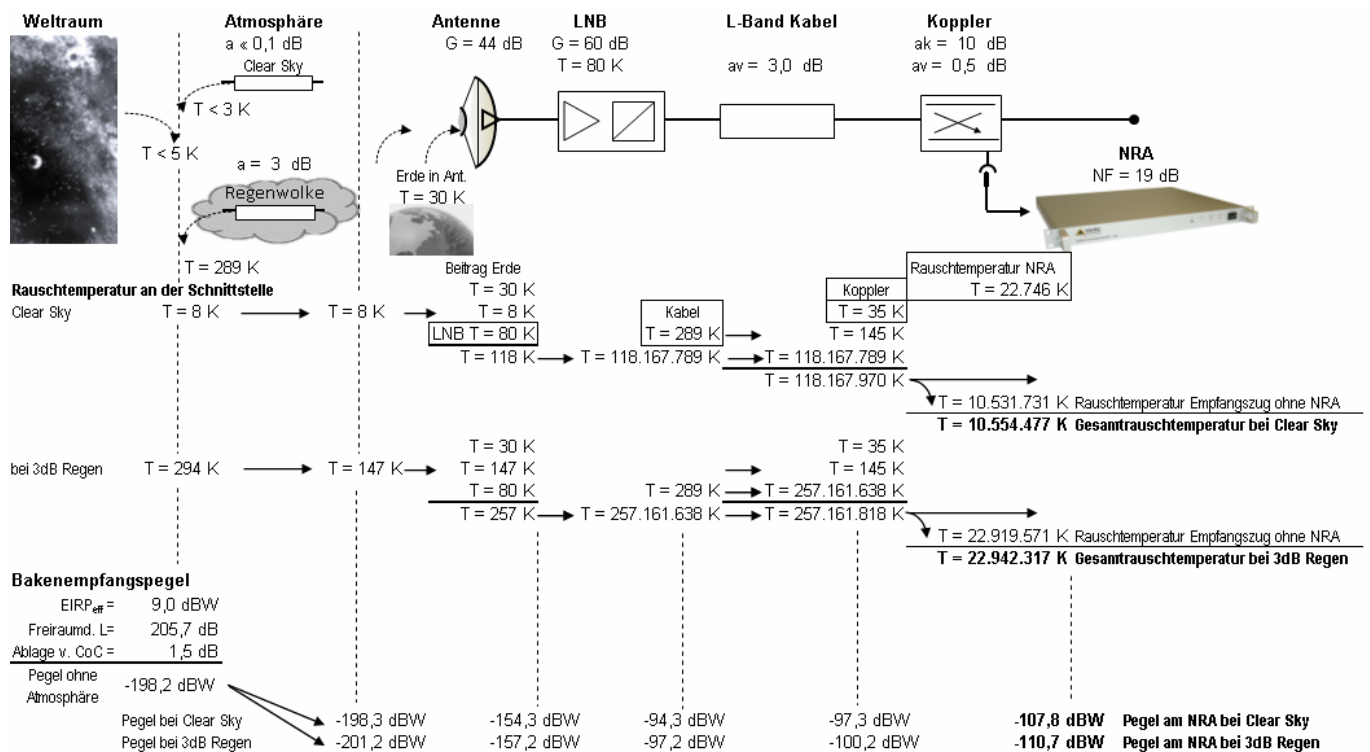 Weltraum Atmosphäre Antenne LNB L-Band Kabel Koppler
a « 0,1 dB G = 44 dB G = 60 dB ak = 10 dB
Clear Sky T = 80 K av = 3,0 dB av = 0,5 dB
T < 3 K
T < 5 K
a = 3 dB
Regenwolke
T = 289 K
Erde in Ant.
T = 30 K
NRA
NF = 19 dB
Rauschtemperatur NRA
T = 22.746 K
Rauschtemperatur an der Schnittstelle
Beitrag Erde
T = 30 K
Koppler
T = 35 K
Clear Sky T = 8 K T = 8 K T = 8 K
Kabel
LNB T = 80 K T = 289 K T = 145 K
T = 118 K T = 118.167.789 K T = 118.167.789 K
T = 118.167.970 K
T = 10.531.731 K Rauschtemperatur Empfangszug ohne NRA
T = 10.554.477 K Gesamtrauschtemperatur bei Clear Sky
T = 30 K T = 35 K
bei 3dB Regen T = 294 K T = 147 K T = 147 K T = 145 K
T = 80 K T = 289 K T = 257.161.638 K
T = 257 K T = 257.161.638 K T = 257.161.818 K
T = 22.919.571 K Rauschtemperatur Empfangszug ohne NRA
T = 22.942.317 K Gesamtrauschtemperatur bei 3dB Regen
Bakenempfangspegel
EIRPeff = 9,0 dBW
Freiraumd. L= 205,7 dB
Ablage v. CoC = 1,5 dB
Pegel ohne
Atmosphäre -198,2 dBW
Pegel bei Clear Sky -198,3 dBW -154,3 dBW -94,3 dBW -97,3 dBW -107,8 dBW Pegel am NRA bei Clear Sky
Pegel bei 3dB Regen -201,2 dBW -157,2 dBW -97,2 dBW -100,2 dBW -110,7 dBW Pegel am NRA bei 3dB Regen